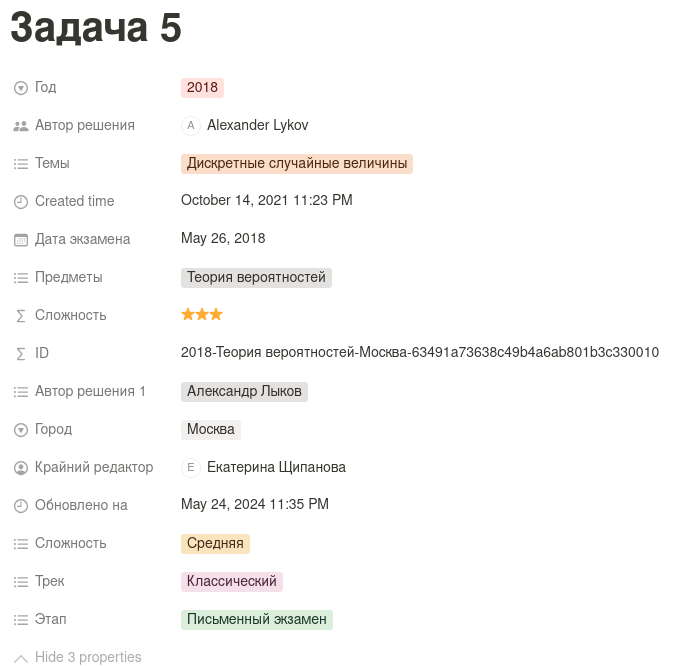 Задача 5
Год 2018
Автор решения A Alexander Lykov
Темы Дискретные случайные величины
Created time October 14, 2021 11:23 PM
Дата экзамена May 26, 2018
Предметы Теория вероятностей
Сложность ⭐⭐⭐
ID 2018-Теория вероятностей-Москва-63491a73638c49b4a6ab801b3c330010
Автор решения 1 Александр Лыков
Город Москва
Крайний редактор E Екатерина Щипанова
Обновлено на May 24, 2024 11:35 PM
Сложность Средняя
Трек Классический
Этап Письменный экзамен
Hide 3 properties